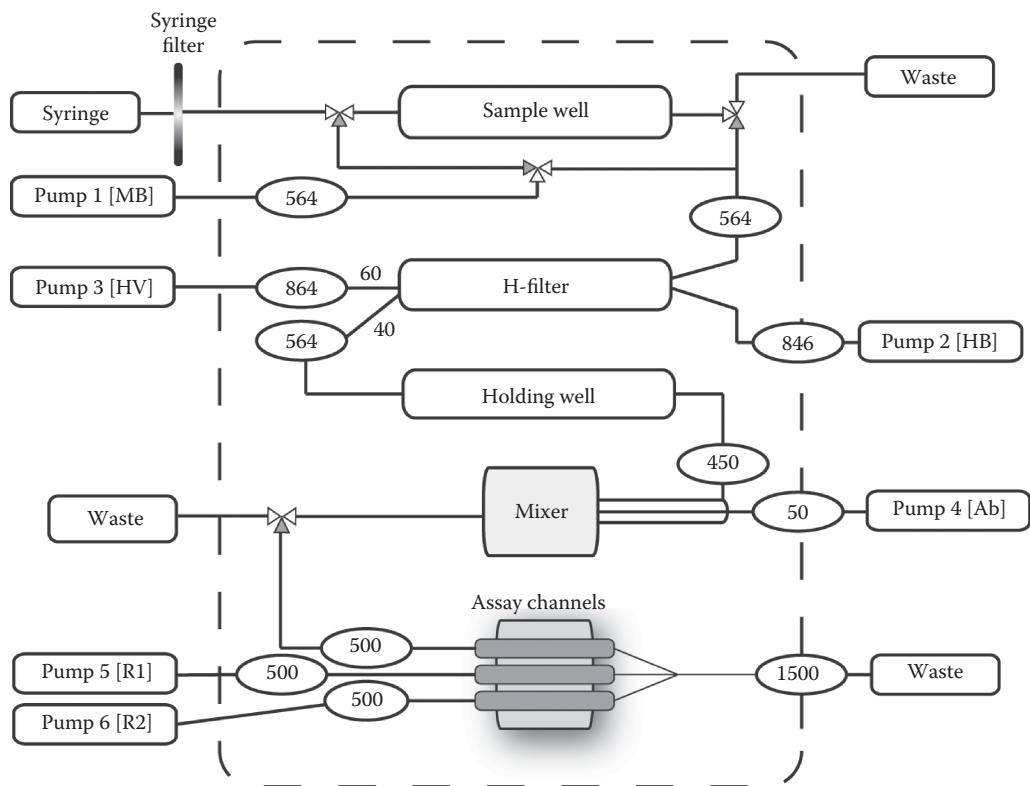 Syringe
filter
Syringe
Sample well
Waste
Pump 1 [MB]
564
564
Pump 3 [HV]
864
60
H-filter
40
564
846
Pump 2 [HB]
Holding well
450
Waste
Mixer
50
Pump 4 [Ab]
Assay channels
500
Pump 5 [R1]
500
1500
Waste
Pump 6 [R2]
500